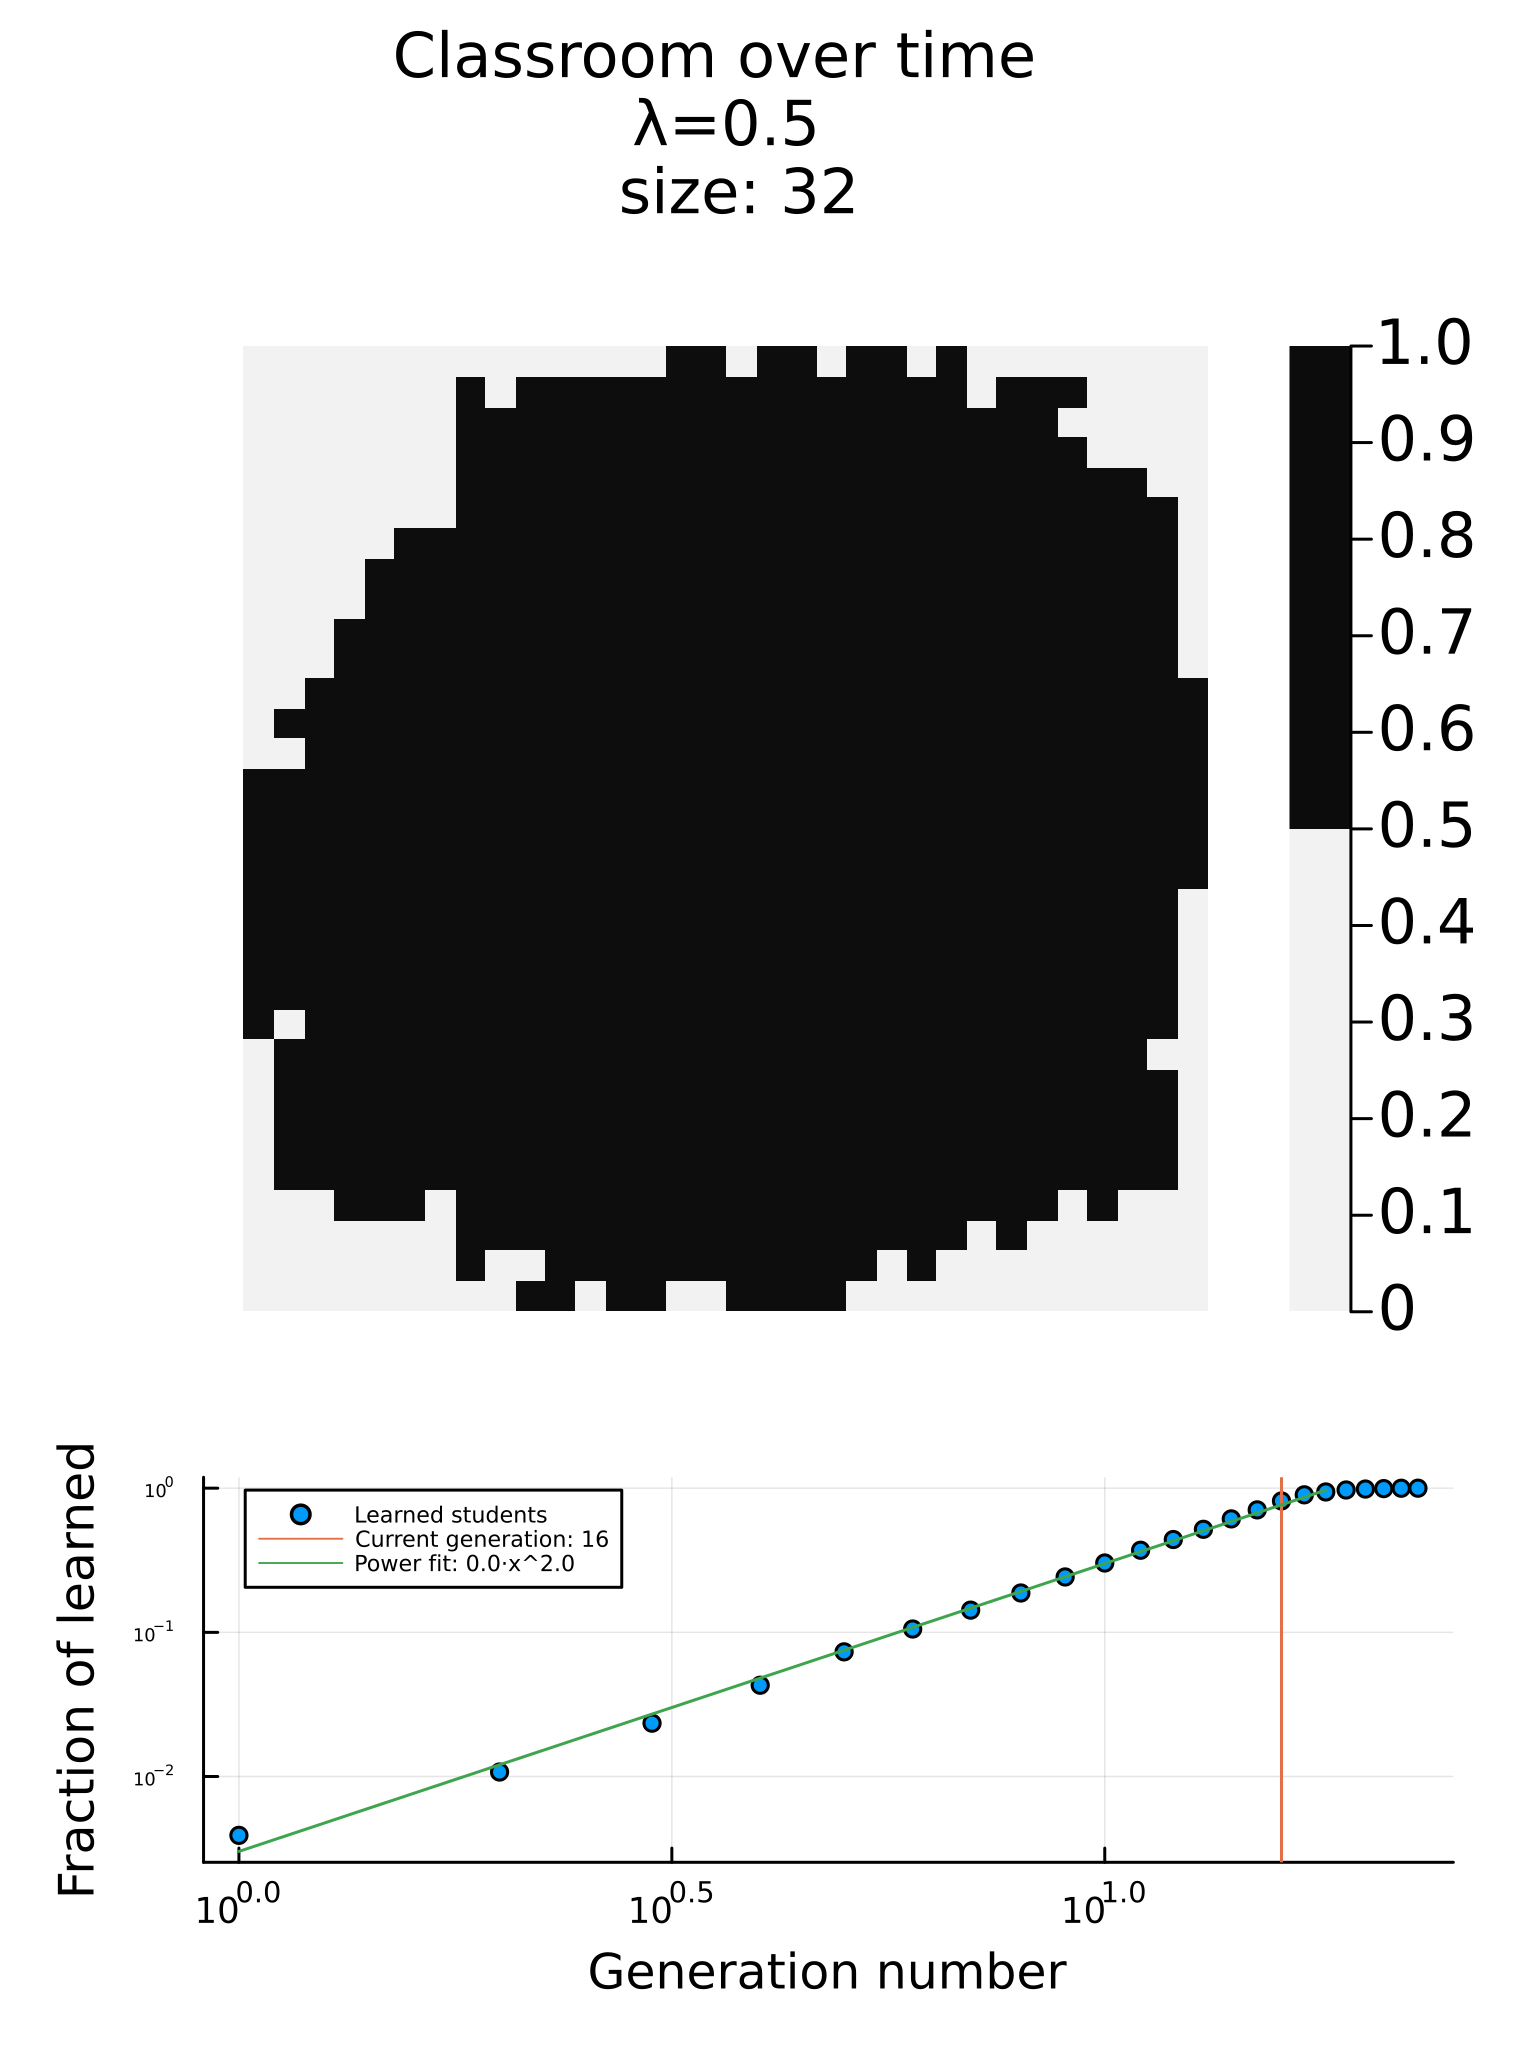 Classroom over time
λ=0.5
size: 32
1.0
0.9
0.8
0.7
0.6
0.5
0.4
0.3
0.2
0.1
0
Fraction of learned
10^0
10^−1
10^−2
Learned students
Current generation: 16
Power fit: 0.0·x^2.0
10^0.0 10^0.5 10^1.0
Generation number